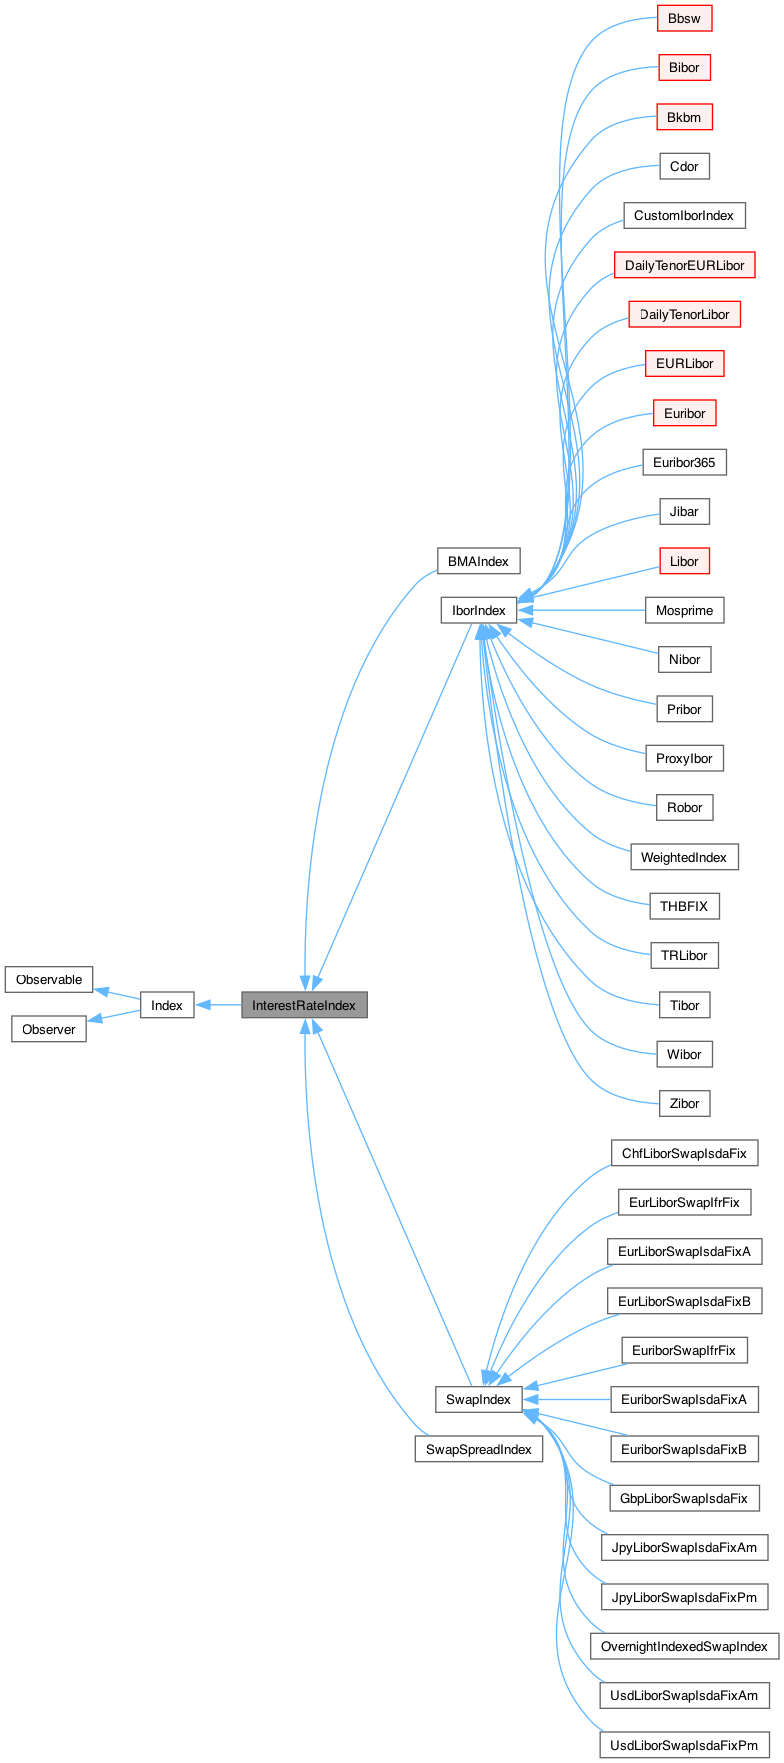 Observable
Observer
Index
InterestRateIndex
BMAIndex
IborIndex
SwapIndex
SwapSpreadIndex
Bbsw
Bibor
Bkbm
Cdor
CustomIborIndex
DailyTenorEURLibor
DailyTenorLibor
EURLibor
Euribor
Euribor365
Jibar
Libor
Mosprime
Nibor
Pribor
ProxyIbor
Robor
WeightedIndex
THBFIX
TRLibor
Tibor
Wibor
Zibor
ChfLiborSwapIsdaFix
EurLiborSwapIfrFix
EurLiborSwapIsdaFixA
EurLiborSwapIsdaFixB
EuriborSwapIfrFix
EuriborSwapIsdaFixA
EuriborSwapIsdaFixB
GbpLiborSwapIsdaFix
JpyLiborSwapIsdaFixAm
JpyLiborSwapIsdaFixPm
OvernightIndexedSwapIndex
UsdLiborSwapIsdaFixAm
UsdLiborSwapIsdaFixPm